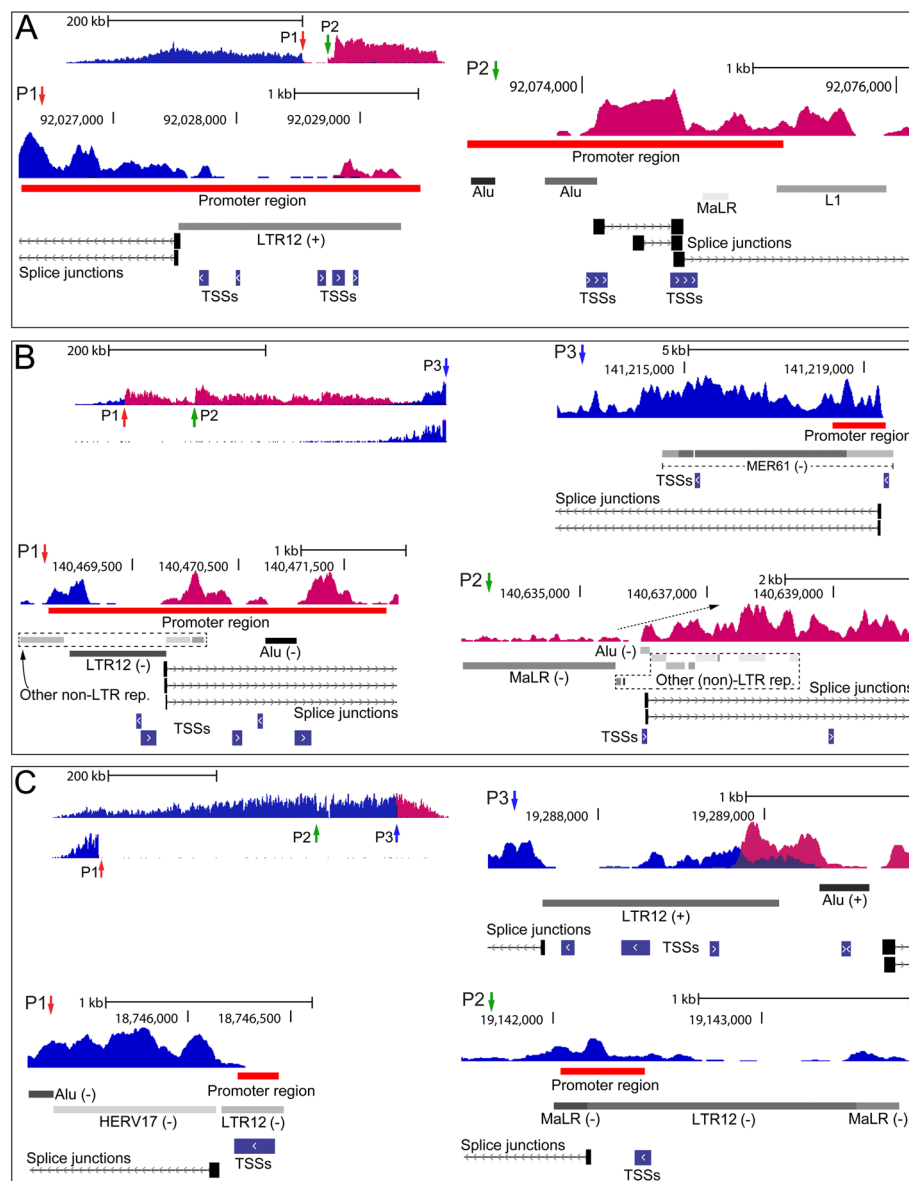 A
200 kb
P1
P2
P1
1 kb
92,027,000
92,028,000
92,029,000
Promoter region
LTR12 (+)
Splice junctions
TSSs
TSSs
P2
1 kb
92,074,000
92,076,000
Promoter region
Alu
Alu
MaLR
L1
Splice junctions
TSSs
TSSs
B
200 kb
P3
P1
P2
P3
5 kb
141,215,000
141,219,000
Promoter region
MER61 (-)
TSSs
Splice junctions
P1
1 kb
140,469,500
140,470,500
140,471,500
Promoter region
Alu (-)
LTR12 (-)
Other non-LTR rep.
Splice junctions
TSSs
P2
2 kb
140,635,000
140,637,000
140,639,000
Alu (-)
MaLR (-)
Other (non)-LTR rep.
Splice junctions
TSSs
C
200 kb
P2
P3
P1
P3
1 kb
19,288,000
19,289,000
Alu (+)
LTR12 (+)
Splice junctions
TSSs
P1
1 kb
18,746,000
18,746,500
Promoter region
Alu (-)
HERV17 (-)
LTR12 (-)
Splice junctions
TSSs
P2
1 kb
19,142,000
19,143,000
Promoter region
MaLR (-)
LTR12 (-)
MaLR (-)
Splice junctions
TSSs